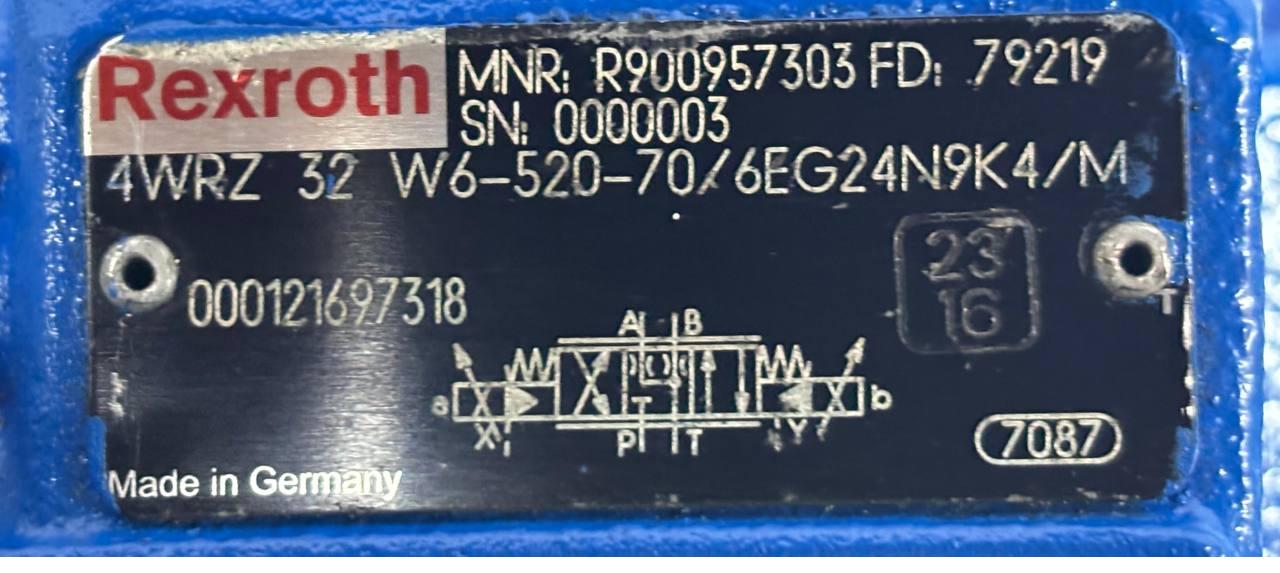 Rexroth MNR: R900957303 FD: 79219
SN: 0000003
4WRZ 32 W6-520-70/6EG24N9K4/M
23
16
000121697318
A B
a b
X P T Y
7087
Made in Germany
T